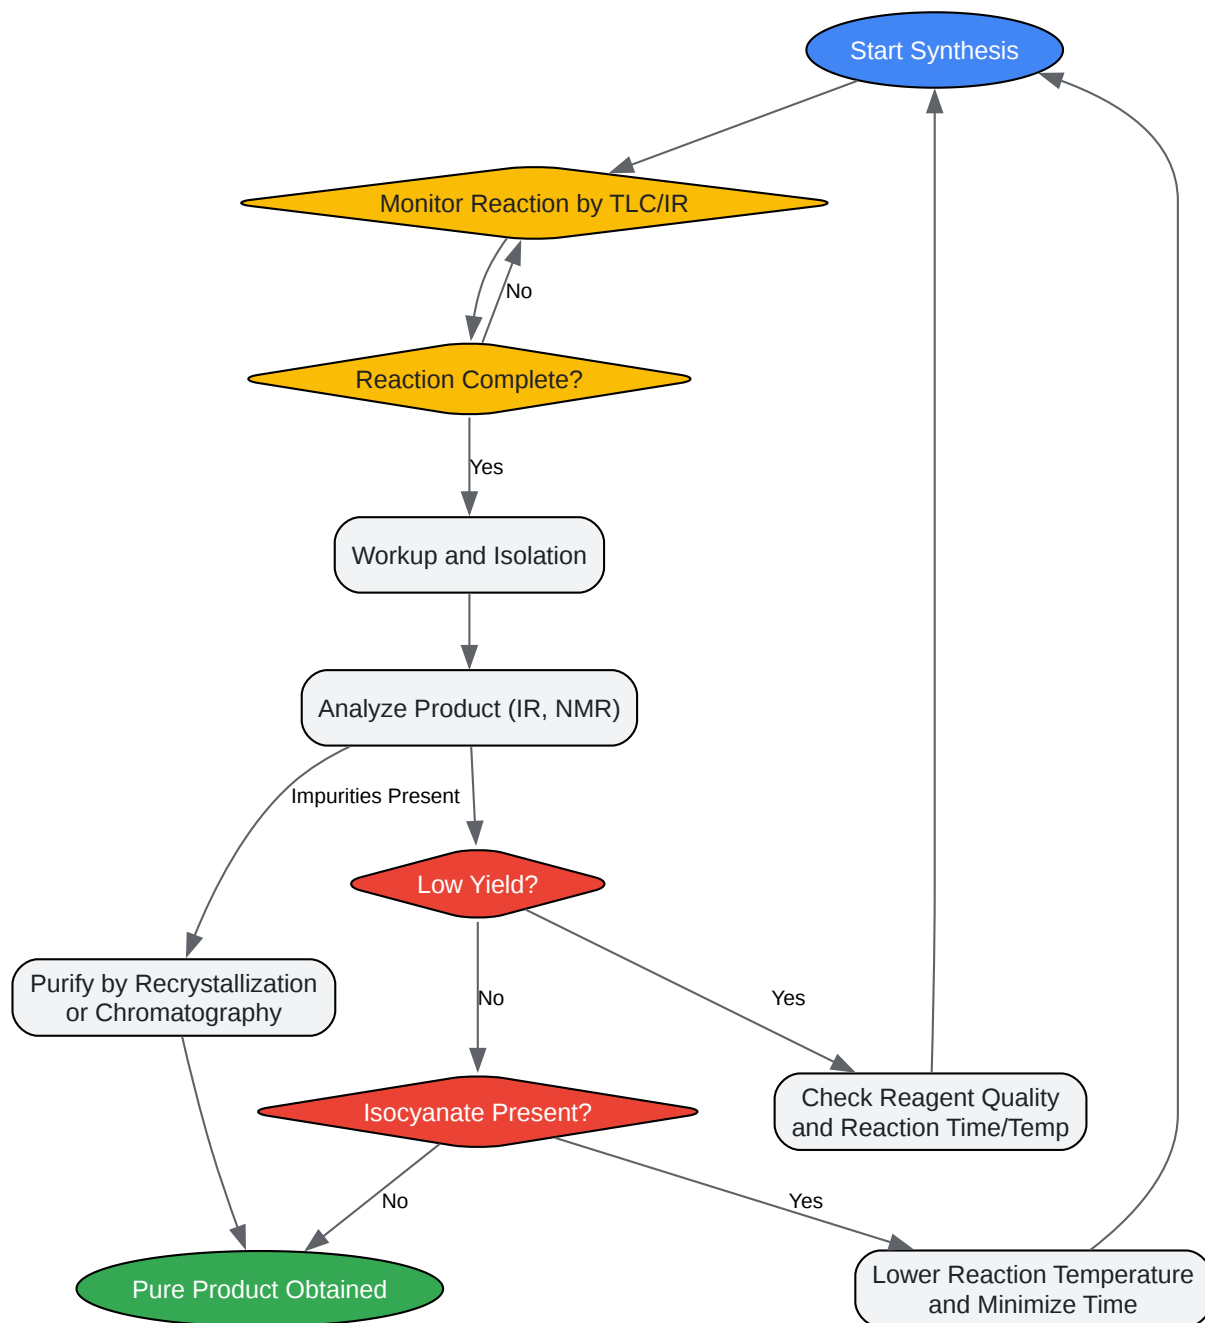 Start Synthesis
Monitor Reaction by TLC/IR
No
Reaction Complete?
Yes
Workup and Isolation
Analyze Product (IR, NMR)
Impurities Present
Low Yield?
Purify by Recrystallization
or Chromatography
No
Yes
Check Reagent Quality
and Reaction Time/Temp
Isocyanate Present?
No
Yes
Pure Product Obtained
Lower Reaction Temperature
and Minimize Time